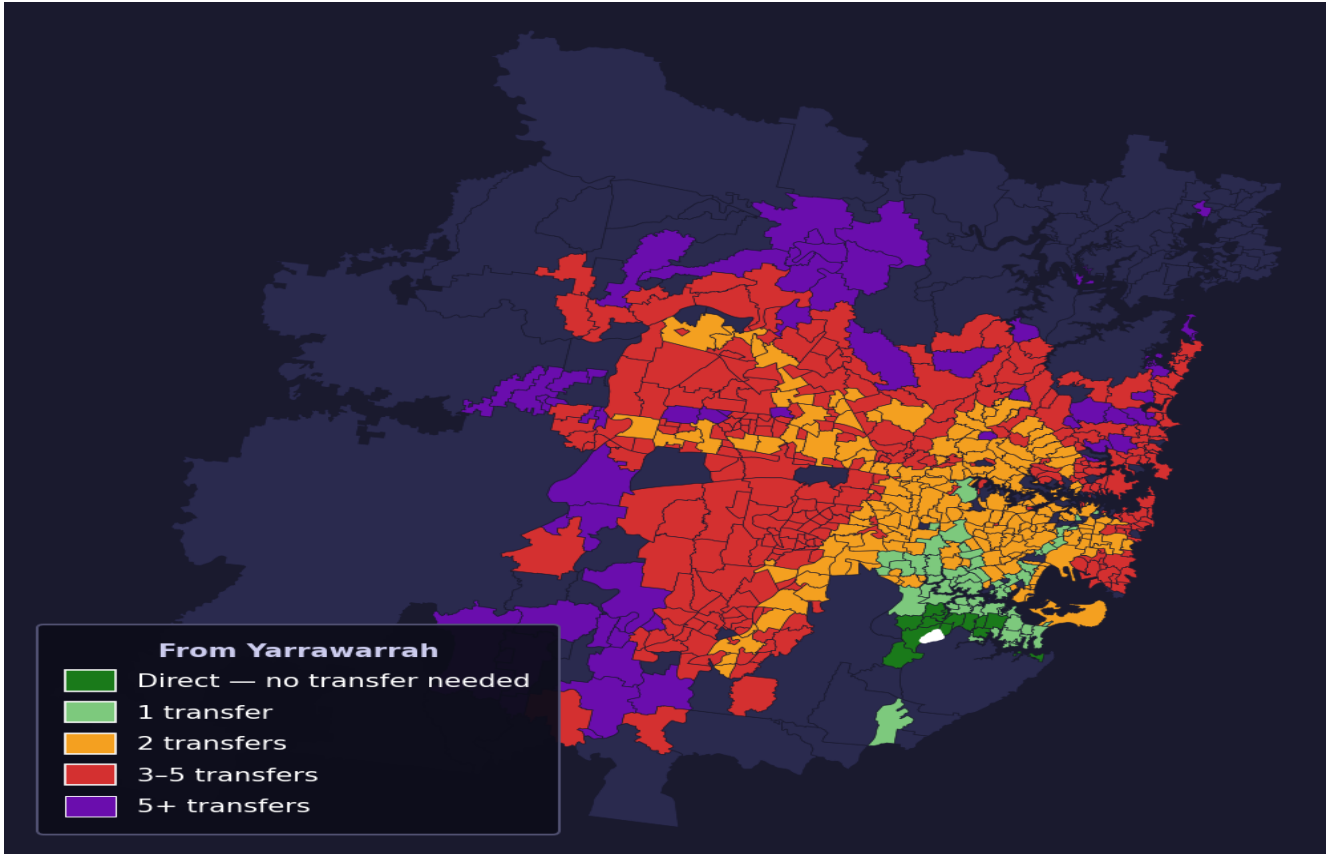 From Yarrawarrah
Direct — no transfer needed
1 transfer
2 transfers
3–5 transfers
5+ transfers